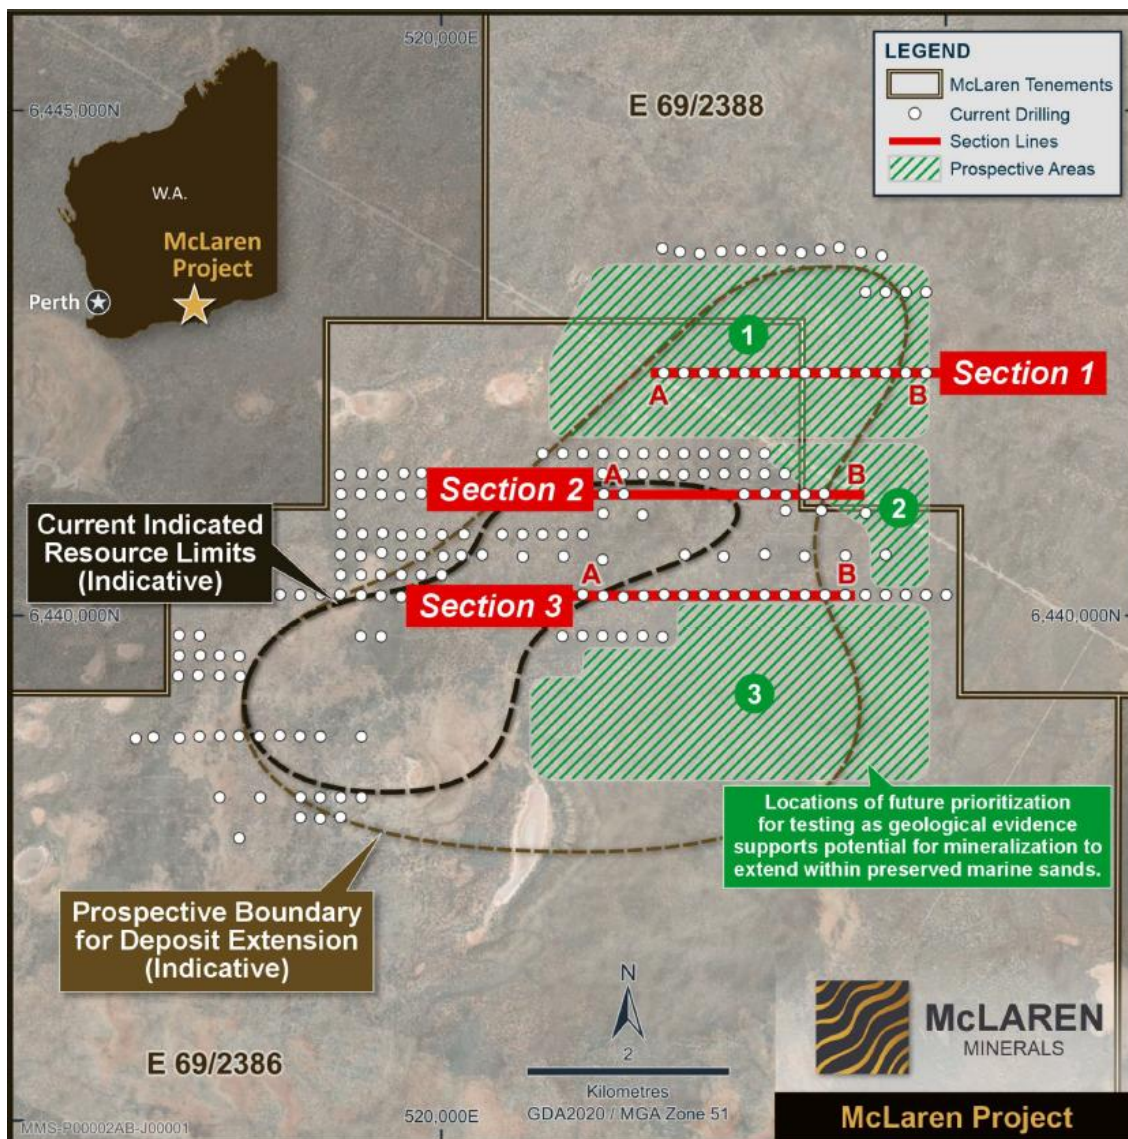 520,000E
LEGEND
McLaren Tenements
Current Drilling
Section Lines
Prospective Areas
6,445,000N
E 69/2388
W.A.
McLaren
Project
Perth
1
Section 1
A
B
A
B
Section 2
2
Current Indicated
Resource Limits
(Indicative)
A
B
Section 3
6,440,000N
6,440,000N
3
Locations of future prioritization
for testing as geological evidence
supports potential for mineralization to
extend within preserved marine sands.
Prospective Boundary
for Deposit Extension
(Indicative)
N
2
Kilometres
GDA2020 / MGA Zone 51
McLAREN
MINERALS
E 69/2386
520,000E
McLaren Project
MMS-P00002AB-J00001